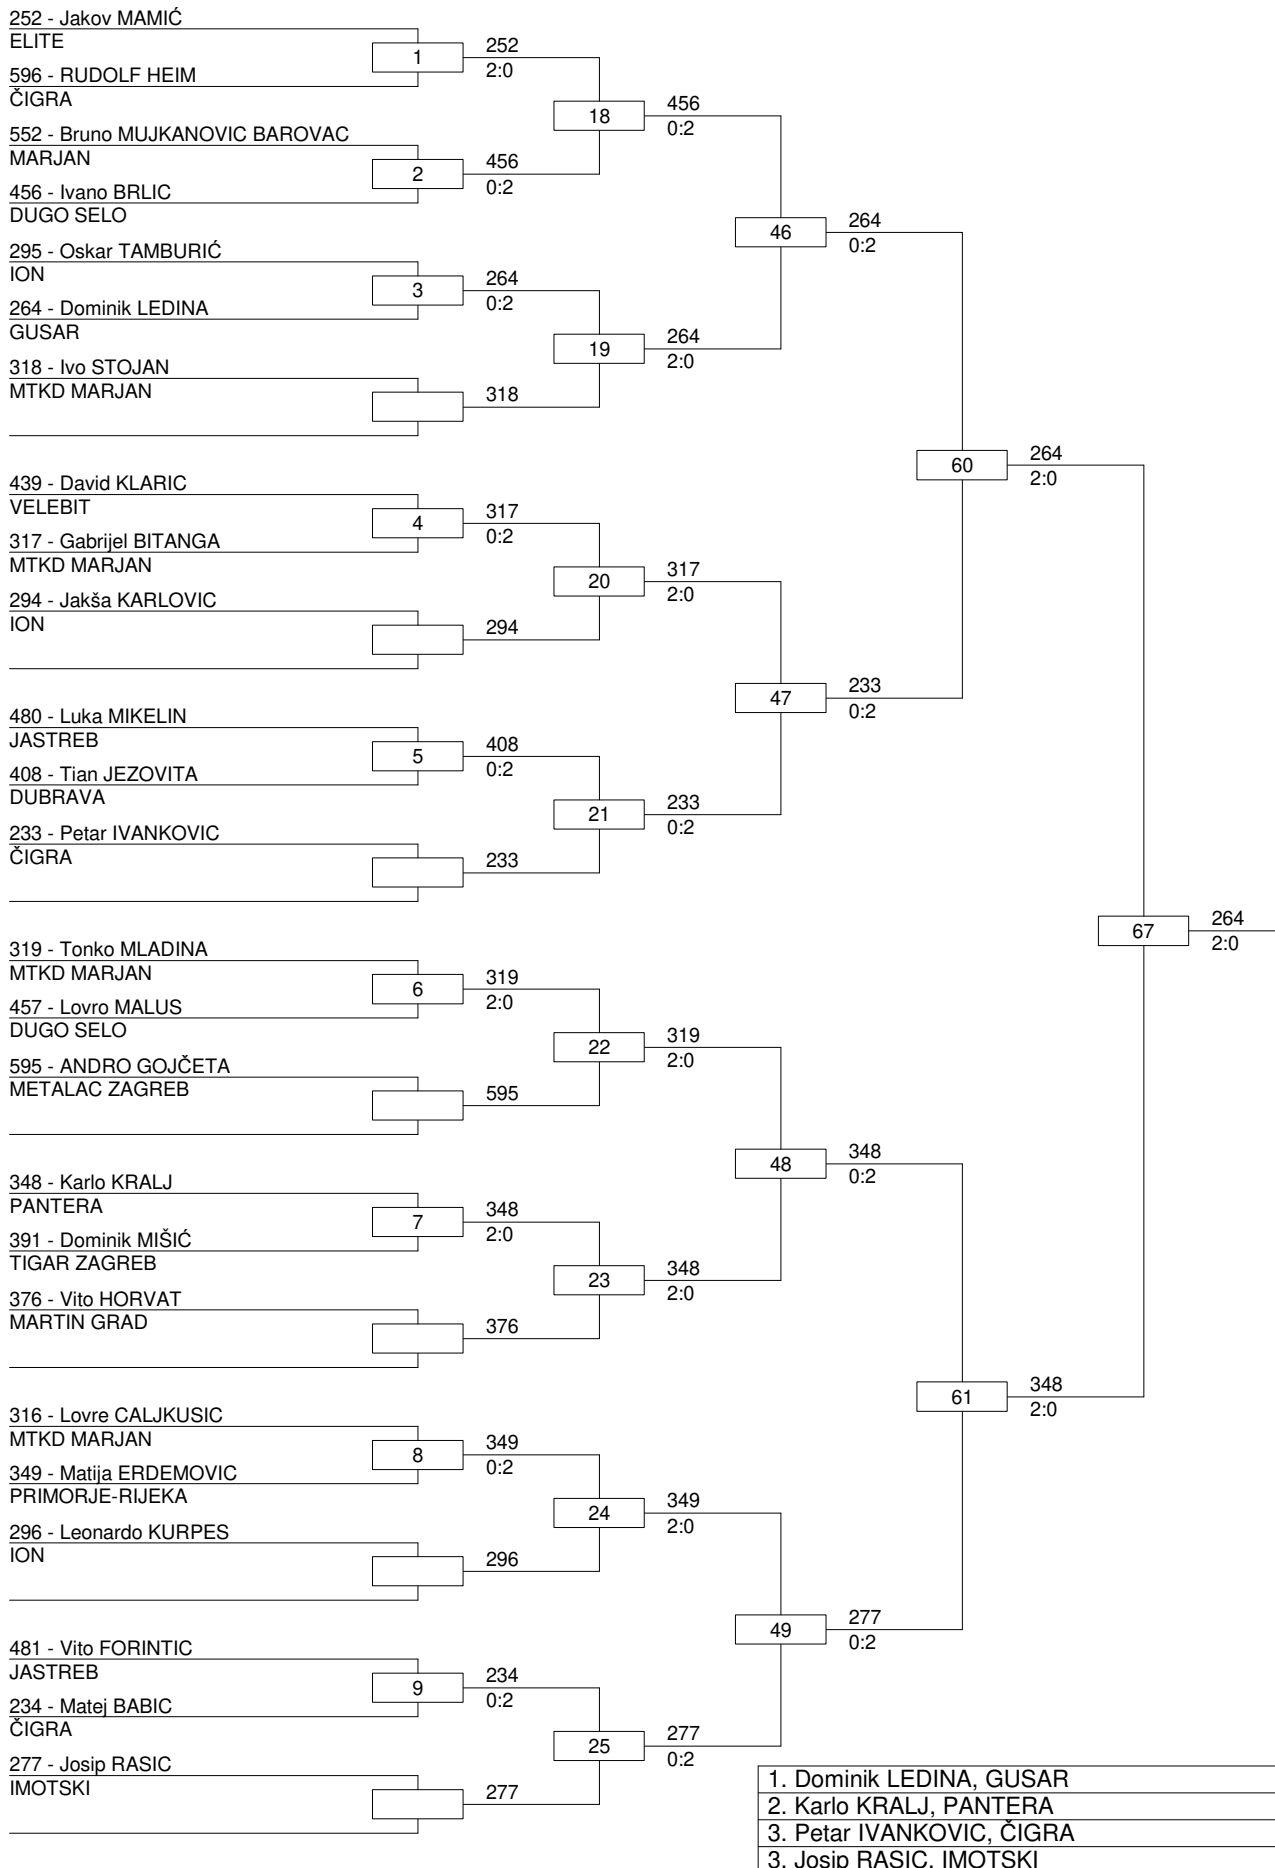 252 - Jakov MAMIĆ
ELITE
596 - RUDOLF HEIM
ČIGRA
1
252
2:0
552 - Bruno MUJKANOVIC BAROVAC
MARJAN
456 - Ivano BRLIC
DUGO SELO
2
456
0:2
18
456
0:2
295 - Oskar TAMBURIĆ
ION
264 - Dominik LEDINA
GUSAR
3
264
0:2
318 - Ivo STOJAN
MTKD MARJAN
318
19
264
2:0
46
264
0:2
439 - David KLARIC
VELEBIT
317 - Gabrijel BITANGA
MTKD MARJAN
4
317
0:2
294 - Jakša KARLOVIC
ION
294
20
317
2:0
480 - Luka MIKELIN
JASTREB
408 - Tian JEZOVITA
DUBRAVA
5
408
0:2
233 - Petar IVANKOVIC
ČIGRA
233
21
233
0:2
47
233
0:2
60
264
2:0
319 - Tonko MLADINA
MTKD MARJAN
457 - Lovro MALUS
DUGO SELO
6
319
2:0
595 - ANDRO GOJČETA
METALAC ZAGREB
595
22
319
2:0
348 - Karlo KRALJ
PANTERA
391 - Dominik MIŠIĆ
TIGAR ZAGREB
7
348
2:0
376 - Vito HORVAT
MARTIN GRAD
376
23
348
2:0
48
348
0:2
316 - Lovre CALJKUSIC
MTKD MARJAN
349 - Matija ERDEMOVIC
PRIMORJE-RIJEKA
8
349
0:2
296 - Leonardo KURPES
ION
296
24
349
2:0
481 - Vito FORINTIC
JASTREB
234 - Matej BABIC
ČIGRA
9
234
0:2
277 - Josip RASIC
IMOTSKI
277
25
277
0:2
49
277
0:2
61
348
2:0
67
264
2:0
1. Dominik LEDINA, GUSAR
2. Karlo KRALJ, PANTERA
3. Petar IVANKOVIC, ČIGRA
3. Josip RASIC, IMOTSKI